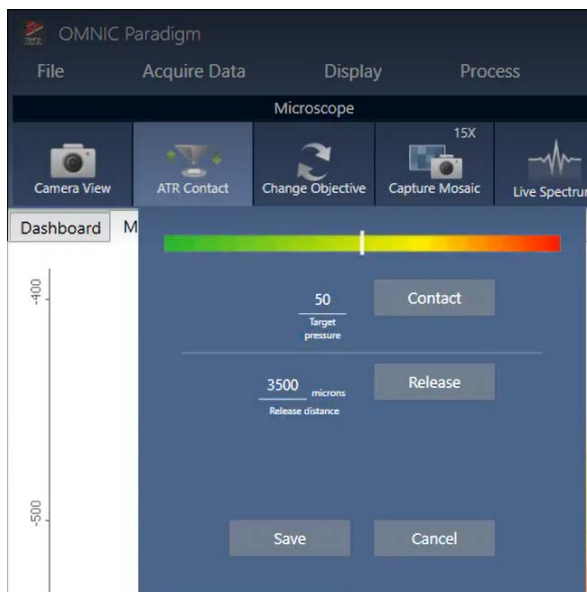 OMNIC Paradigm
File Acquire Data Display Process
Microscope
15X
Camera View ATR Contact Change Objective Capture Mosaic Live Spectru
Dashboard M
-400
50 Contact
Target
pressure
3500 microns Release
Release distance
-500
Save Cancel